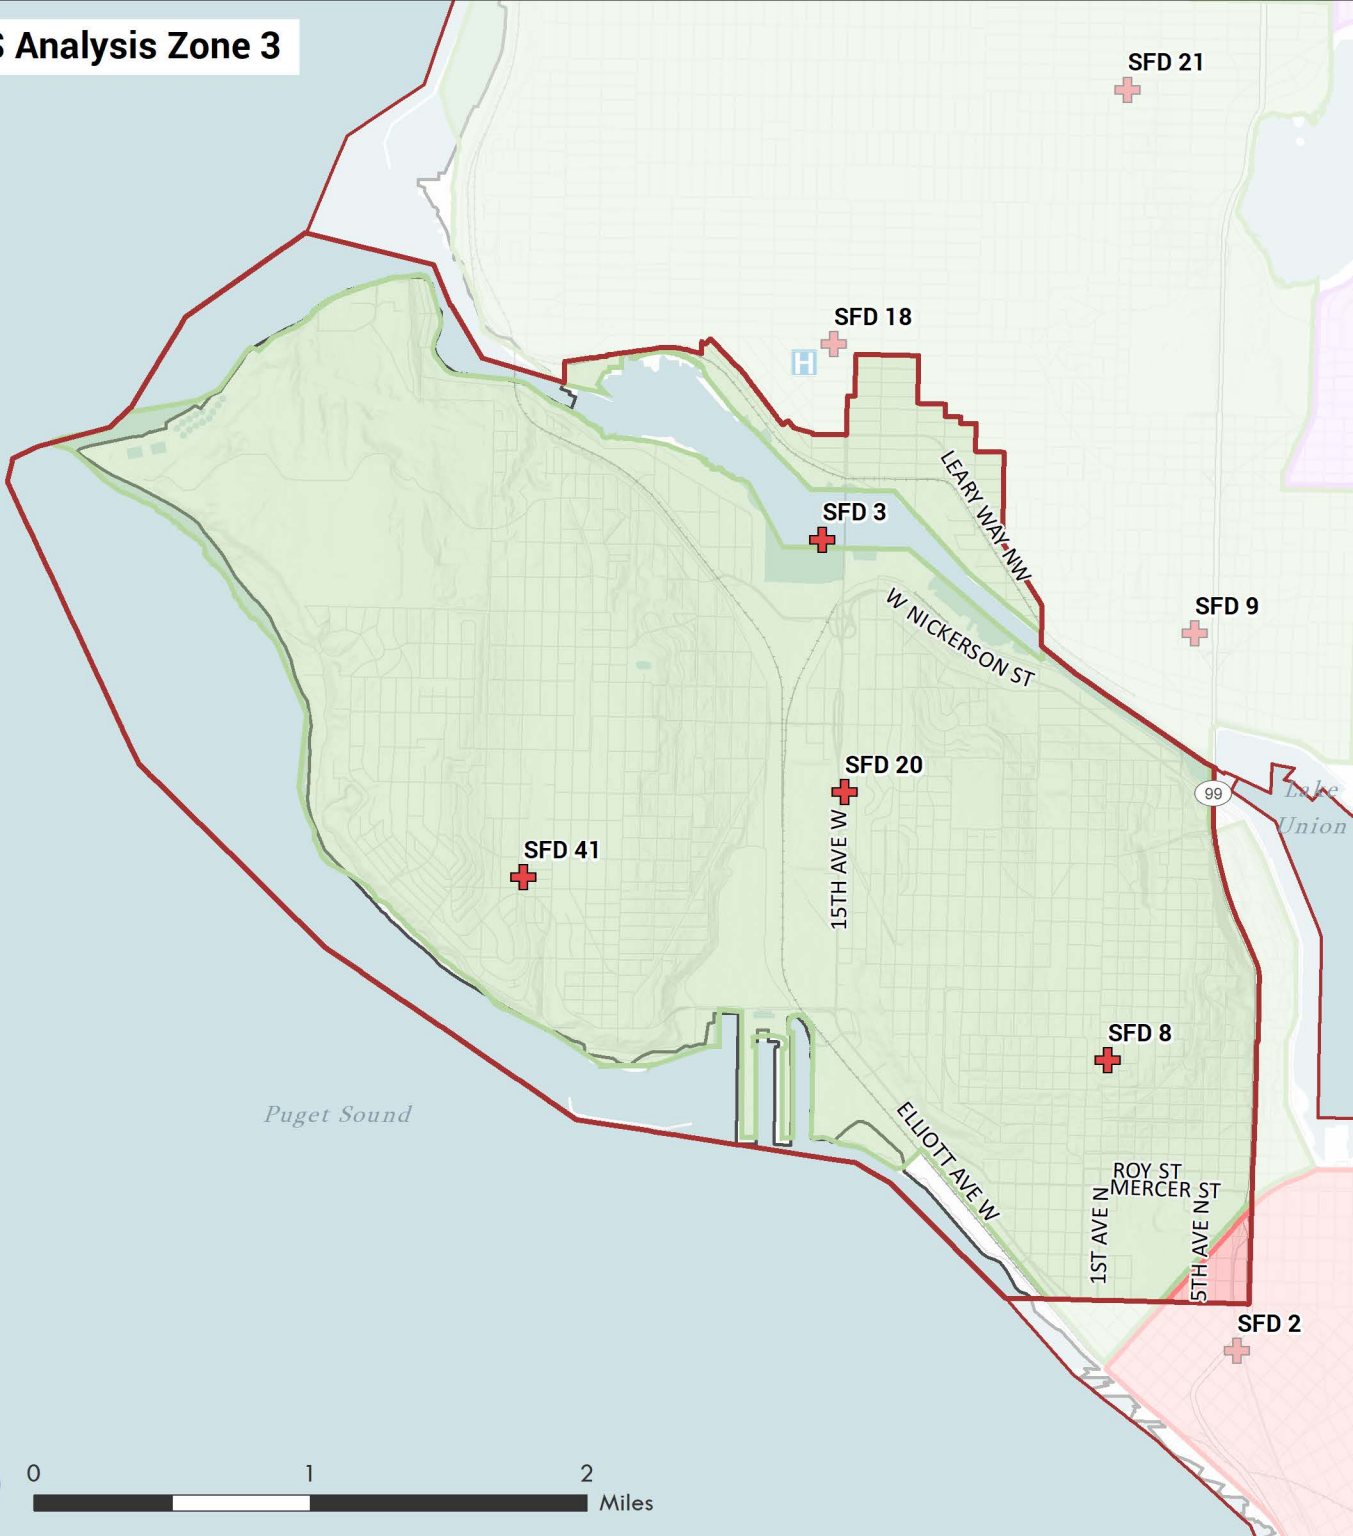 Analysis Zone 3
SFD 21
SFD 18
H
LEARY WAY NW
SFD 3
W NICKERSON ST
SFD 9
SFD 20
99
Lake
Union
15TH AVE W
SFD 41
SFD 8
Puget Sound
ELLIOTT AVE W
ROY ST
MERCER ST
1ST AVE N
5TH AVE N
SFD 2
0 1 2
Miles